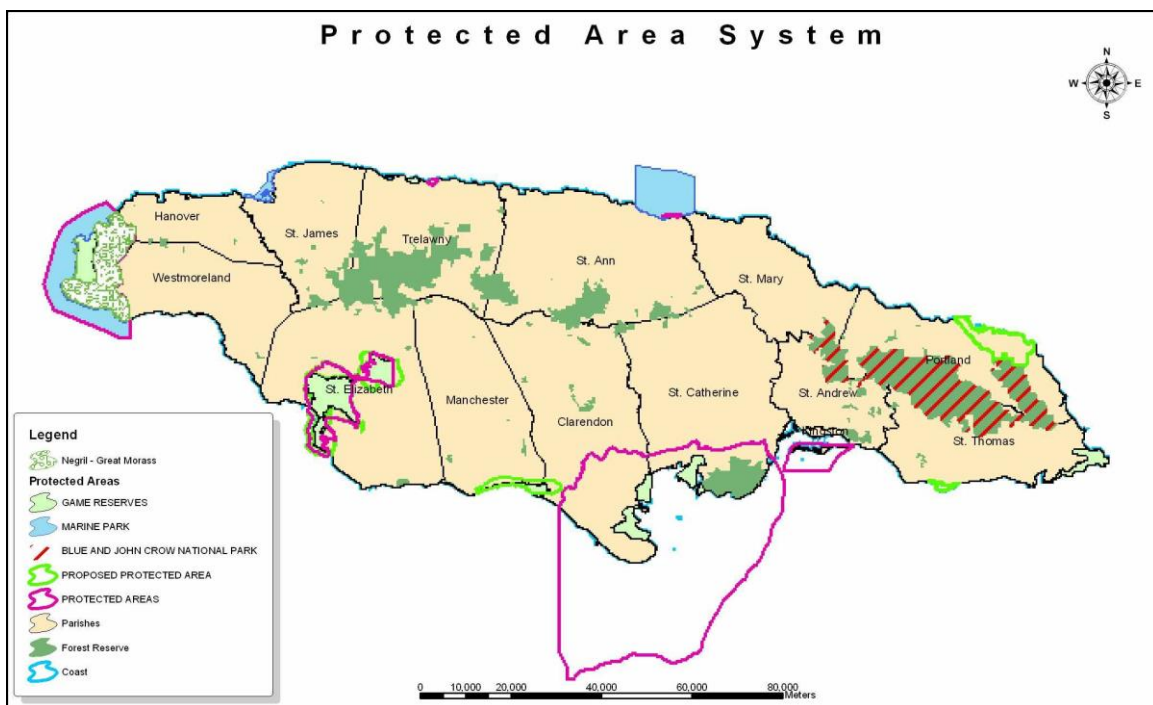 Protected Area System
N
W E
S
Hanover
St. James
Trelawny
Westmoreland
St. Ann
St. Mary
Portland
St. Elizabeth
Manchester
Clarendon
St. Catherine
St. Andrew
St. Thomas
Legend
Negril - Great Morass
Protected Areas
GAME RESERVES
MARINE PARK
BLUE AND JOHN CROW NATIONAL PARK
PROPOSED PROTECTED AREA
PROTECTED AREAS
Parishes
Forest Reserve
Coast
0 10,000 20,000 40,000 60,000 80,000
Meters